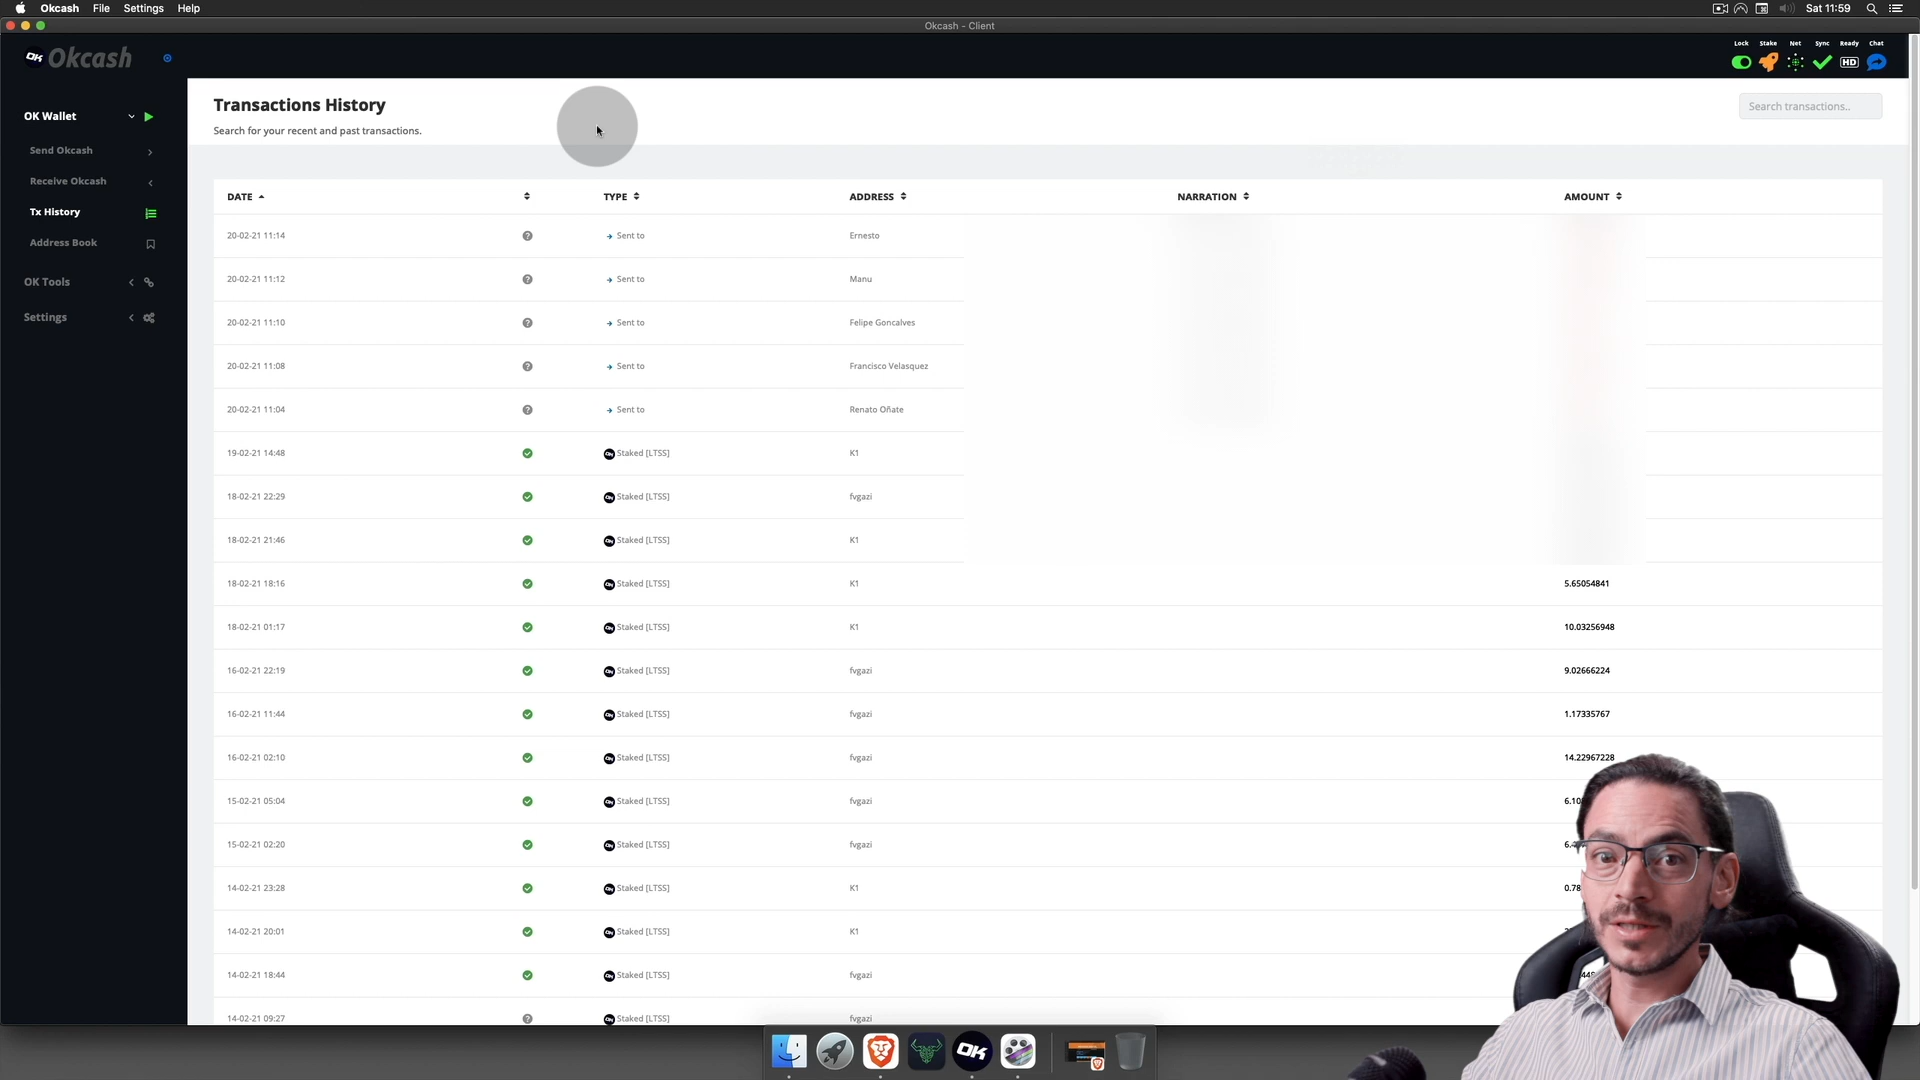 Okcash File Settings Help
Sat 11:59
Okcash - Client
OK Okcash
Lock Stake Net Sync Ready Chat
HD
OK Wallet
Send Okcash
Receive Okcash
Tx History
Address Book
OK Tools
Settings
Transactions History
Search for your recent and past transactions.
Search transactions..
DATE TYPE ADDRESS NARRATION AMOUNT
20-02-21 11:14 Sent to Ernesto
20-02-21 11:12 Sent to Manu
20-02-21 11:10 Sent to Felipe Goncalves
20-02-21 11:08 Sent to Francisco Velasquez
20-02-21 11:04 Sent to Renato Oñate
19-02-21 14:48 Staked [LTSS] K1
18-02-21 22:29 Staked [LTSS] fvgazi
18-02-21 21:46 Staked [LTSS] K1
18-02-21 18:16 Staked [LTSS] K1 5.65054841
18-02-21 01:17 Staked [LTSS] K1 10.03256948
16-02-21 22:19 Staked [LTSS] fvgazi 9.02666224
16-02-21 11:44 Staked [LTSS] fvgazi 1.17335767
16-02-21 02:10 Staked [LTSS] fvgazi 14.22967228
15-02-21 05:04 Staked [LTSS] fvgazi
15-02-21 02:20 Staked [LTSS] fvgazi
14-02-21 23:28 Staked [LTSS] K1
14-02-21 20:01 Staked [LTSS] K1
14-02-21 18:44 Staked [LTSS] fvgazi
14-02-21 09:27 Staked [LTSS] fvgazi
OK